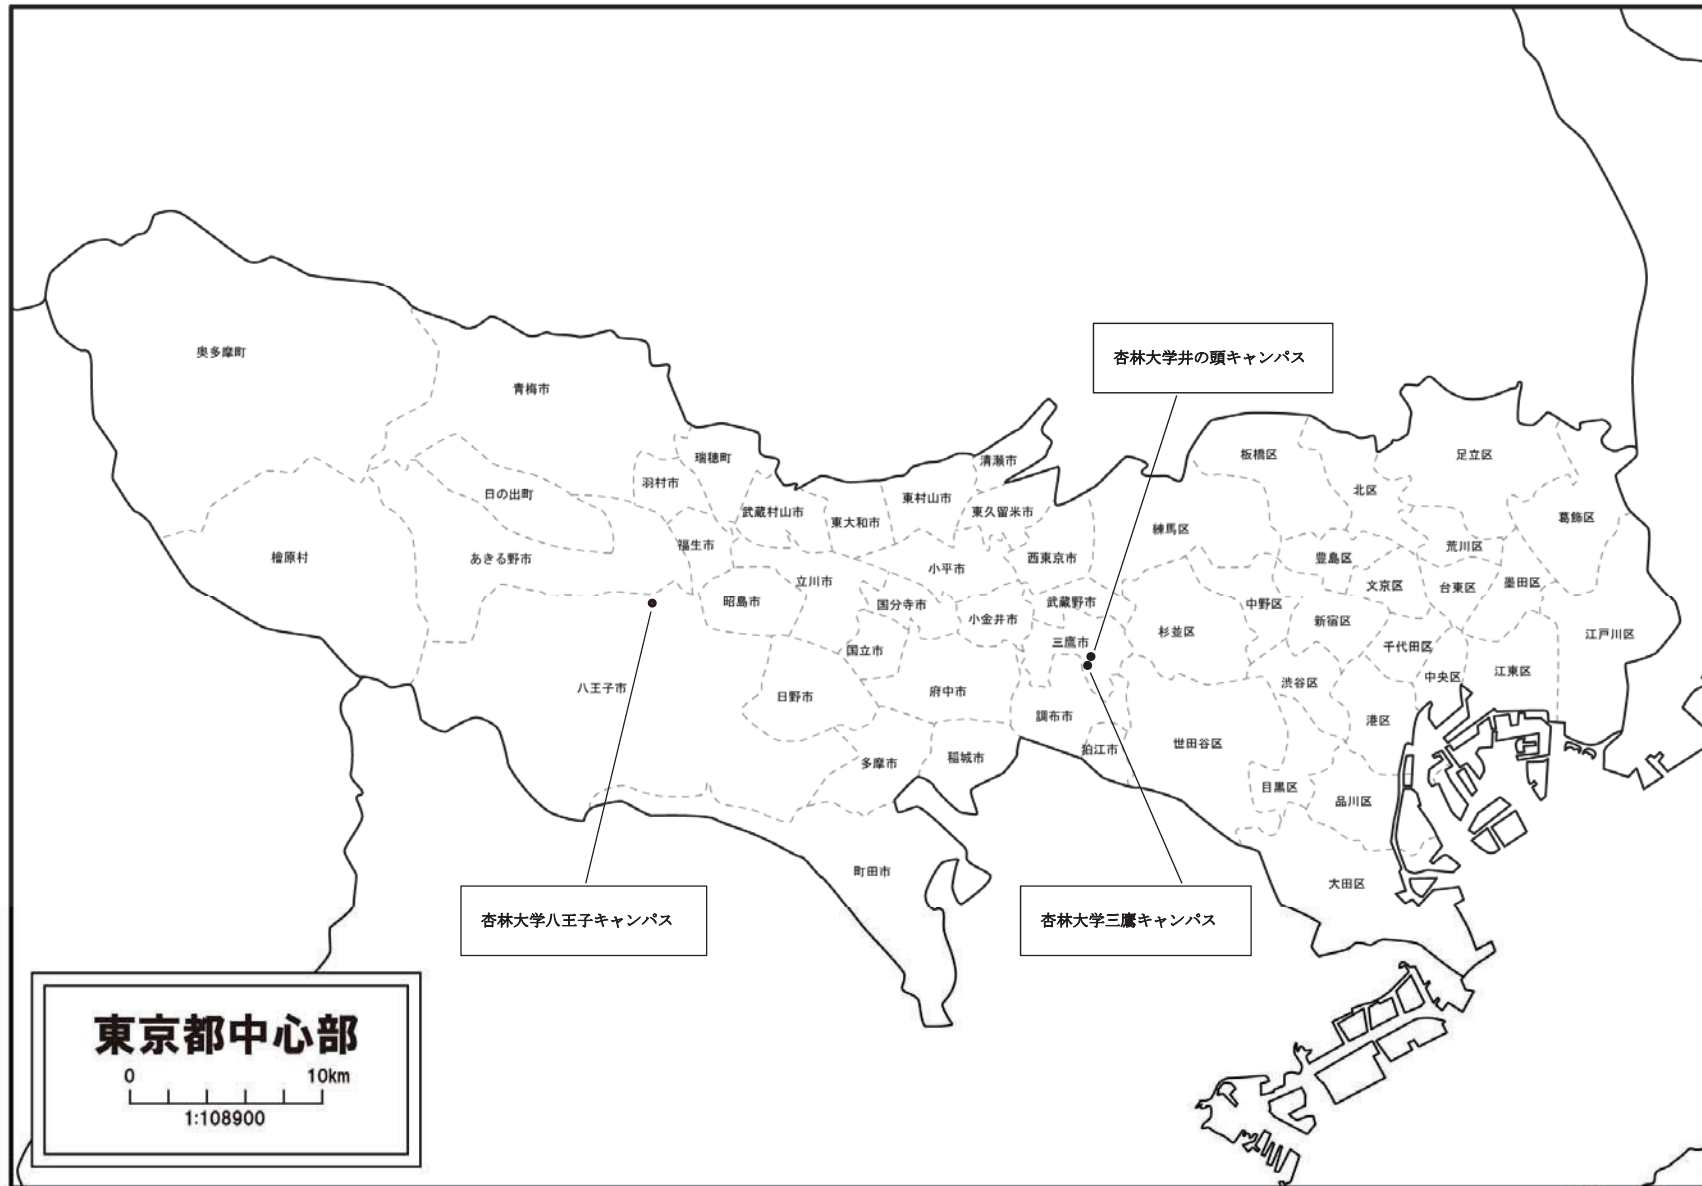 杏林大学井の頭キャンパス
奥多摩町
青梅市
板橋区
足立区
瑞穂町
清瀬市
羽村市
北区
日の出町
東村山市
武蔵村山市
東大和市
東久留米市
葛飾区
練馬区
福生市
荒川区
檜原村
あきる野市
西東京市
豊島区
小平市
立川市
文京区
台東区
墨田区
昭島市
国分寺市
武蔵野市
中野区
小金井市
新宿区
杉並区
江戸川区
三鷹市
国立市
千代田区
江東区
中央区
渋谷区
八王子市
日野市
府中市
調布市
港区
世田谷区
狛江市
稲城市
多摩市
目黒区
品川区
町田市
大田区
杏林大学八王子キャンパス
杏林大学三鷹キャンパス
東京都中心部
0 10km
1:108900